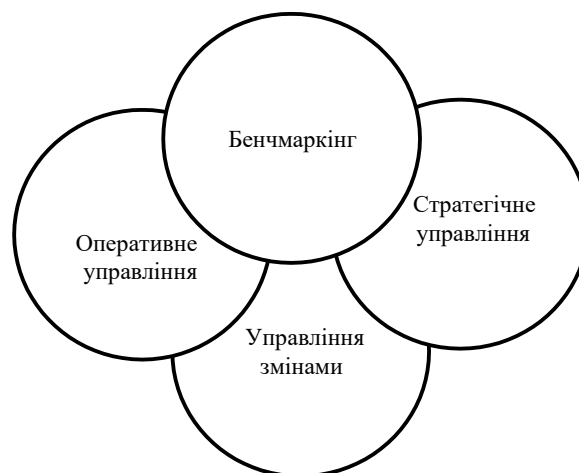 Бенчмаркінг
Стратегічне
управління
Оперативне
управління
Управління
змінами